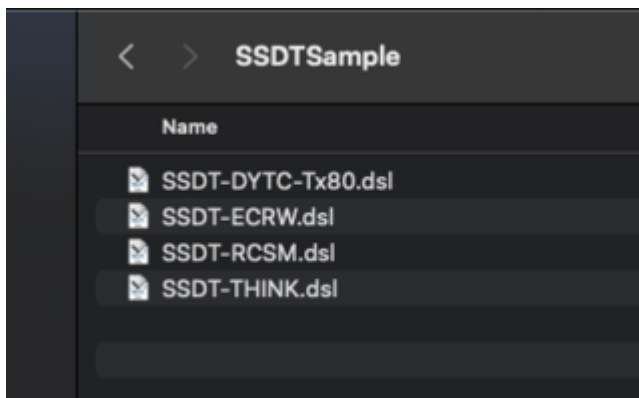 SSDTSample
Name
SSDT-DYTC-Tx80.dsl
SSDT-ECRW.dsl
SSDT-RCSM.dsl
SSDT-THINK.dsl